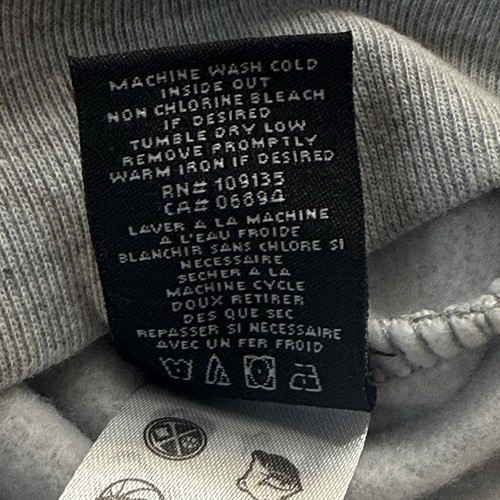 MACHINE WASH COLD
INSIDE OUT
NON CHLORINE BLEACH
IF DESIRED
TUMBLE DRY LOW
REMOVE PROMPTLY
WARM IRON IF DESIRED
RN# 109135
CA# 06894
LAVER A LA MACHINE
A L'EAU FROIDE
BLANCHIR SANS CHLORE SI
NECESSAIRE
SECHER A LA
MACHINE CYCLE
DOUX RETIRER
DES QUE SEC
REPASSER SI NECESSAIRE
AVEC UN FER FROID